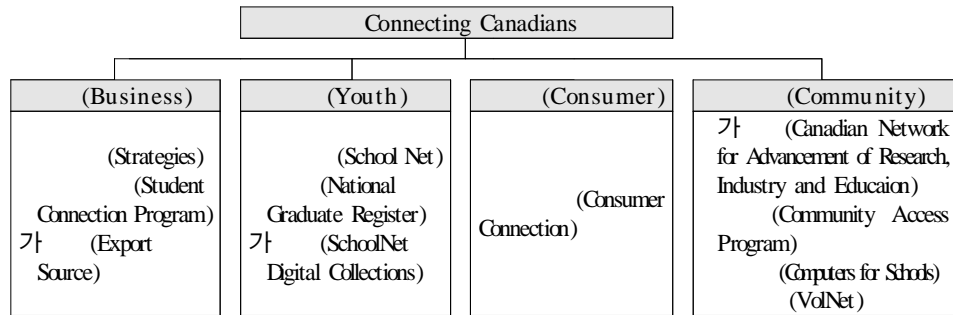 Connecting Canadians
(Business)
(Strategies)
(Student
Connection Program)
가 (Export
Source)
(Youth)
(School Net)
(National
Graduate Register)
가 (SchoolNet
Digital Collections)
(Consumer)
(Consumer
Connection)
(Community)
가 (Canadian Network
for Advancement of Research,
Industry and Educaion)
(Community Access
Program)
(Computers for Schools)
(VolNet)